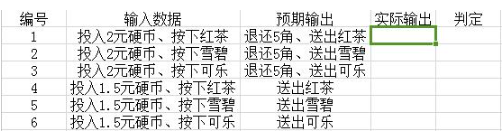 编号 输入数据 预期输出 实际输出 判定
1 投入2元硬币、按下红茶 退还5角、送出红茶
2 投入2元硬币、按下雪碧 退还5角、送出雪碧
3 投入2元硬币、按下可乐 退还5角、送出可乐
4 投入1.5元硬币、按下红茶 送出红茶
5 投入1.5元硬币、按下雪碧 送出雪碧
6 投入1.5元硬币、按下可乐 送出可乐